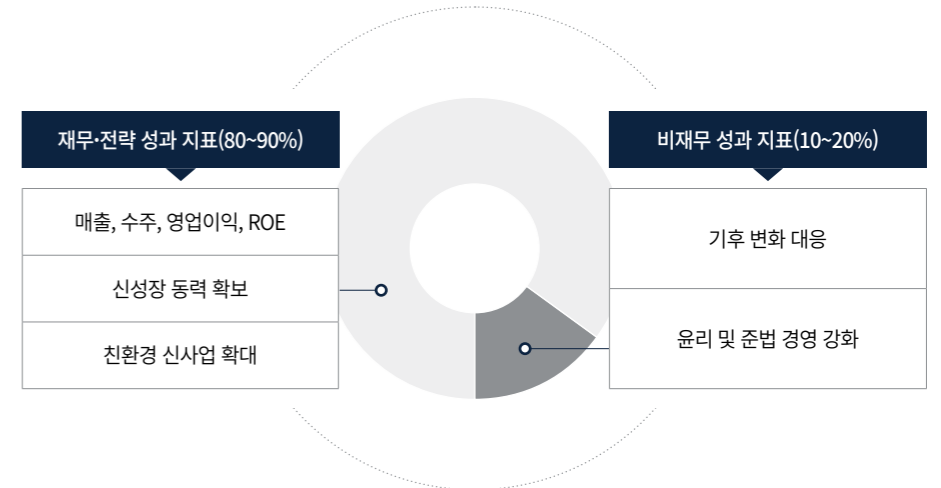 재무·전략 성과 지표(80~90%)
매출, 수주, 영업이익, ROE
신성장 동력 확보
친환경 신사업 확대
비재무 성과 지표(10~20%)
기후 변화 대응
윤리 및 준법 경영 강화